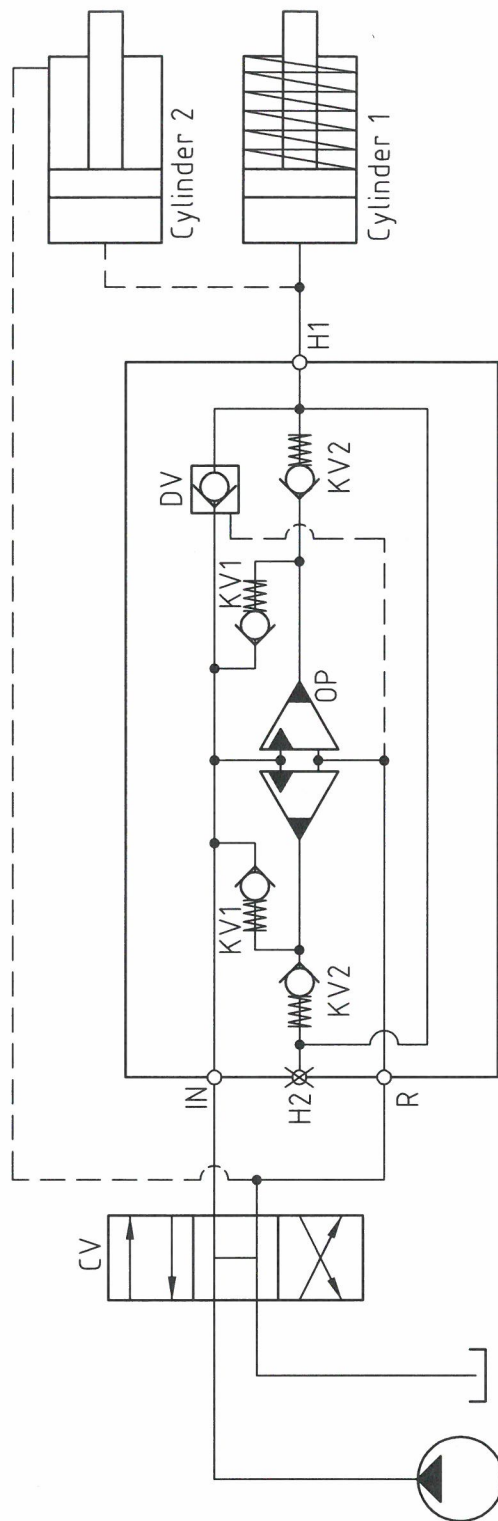 Cylinder 2
Cylinder 1
H1
DV
KV2
KV1
OP
KV1
KV2
IN
H2
R
CV